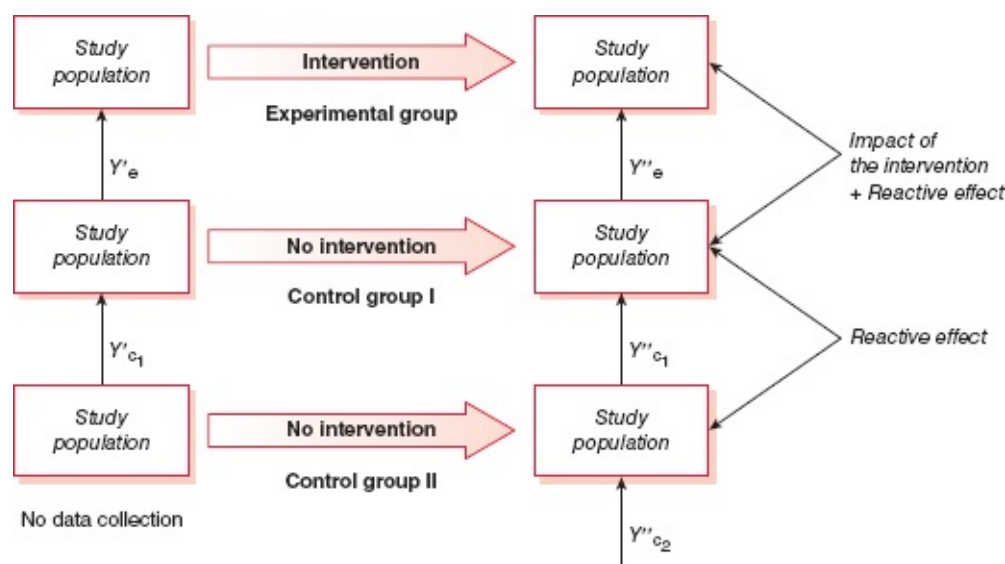 Study
population
Intervention
Experimental group
Study
population
Y'e
Y''e
Impact of
the intervention
+ Reactive effect
Study
population
No intervention
Control group I
Study
population
Y'c1
Y''c1
Reactive effect
Study
population
No intervention
Control group II
Study
population
No data collection
Y''c2